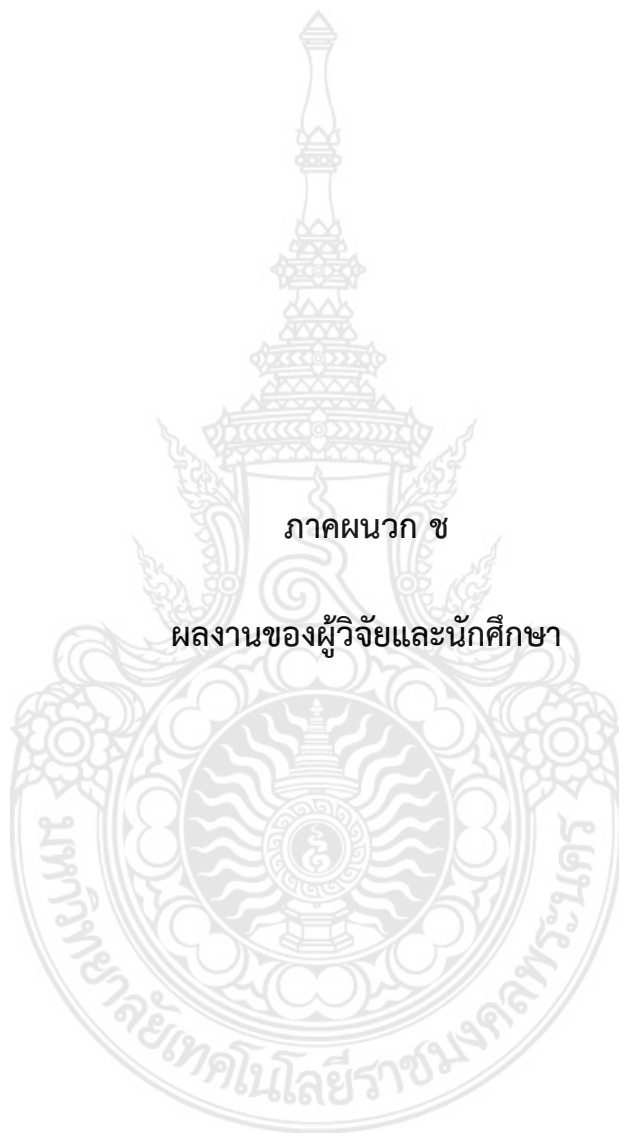 ภาคผนวก ช
ผลงานของผู้วิจัยและนักศึกษา
มหาวิทยาลัยเทคโนโลยีราชมงคลพระนคร